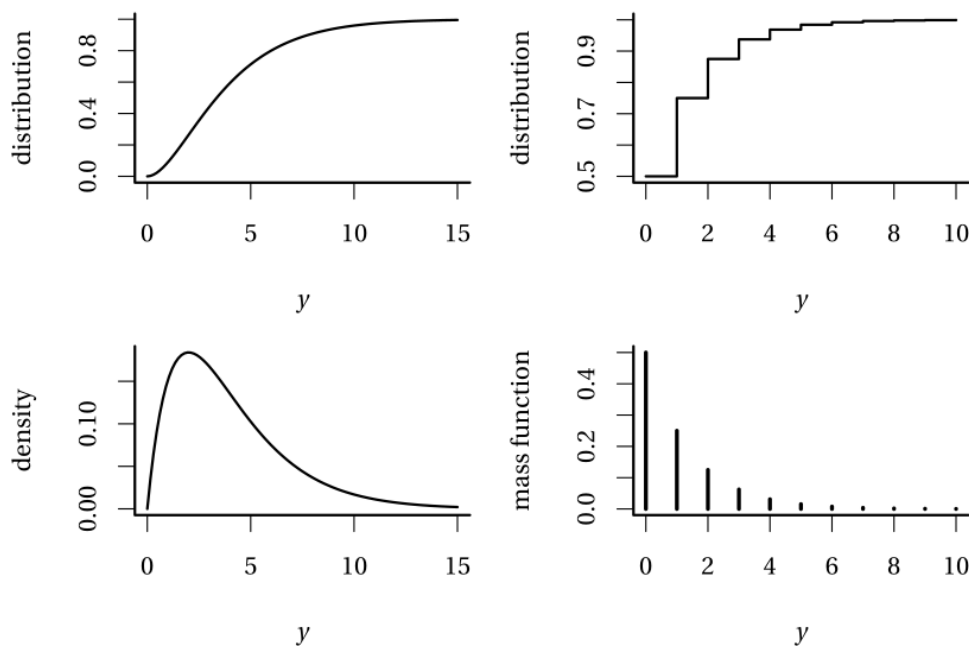 distribution
0.0 0.4 0.8
0 5 10 15
y
distribution
0.5 0.7 0.9
0 2 4 6 8 10
y
density
0.00 0.10
0 5 10 15
y
mass function
0.0 0.2 0.4
0 2 4 6 8 10
y